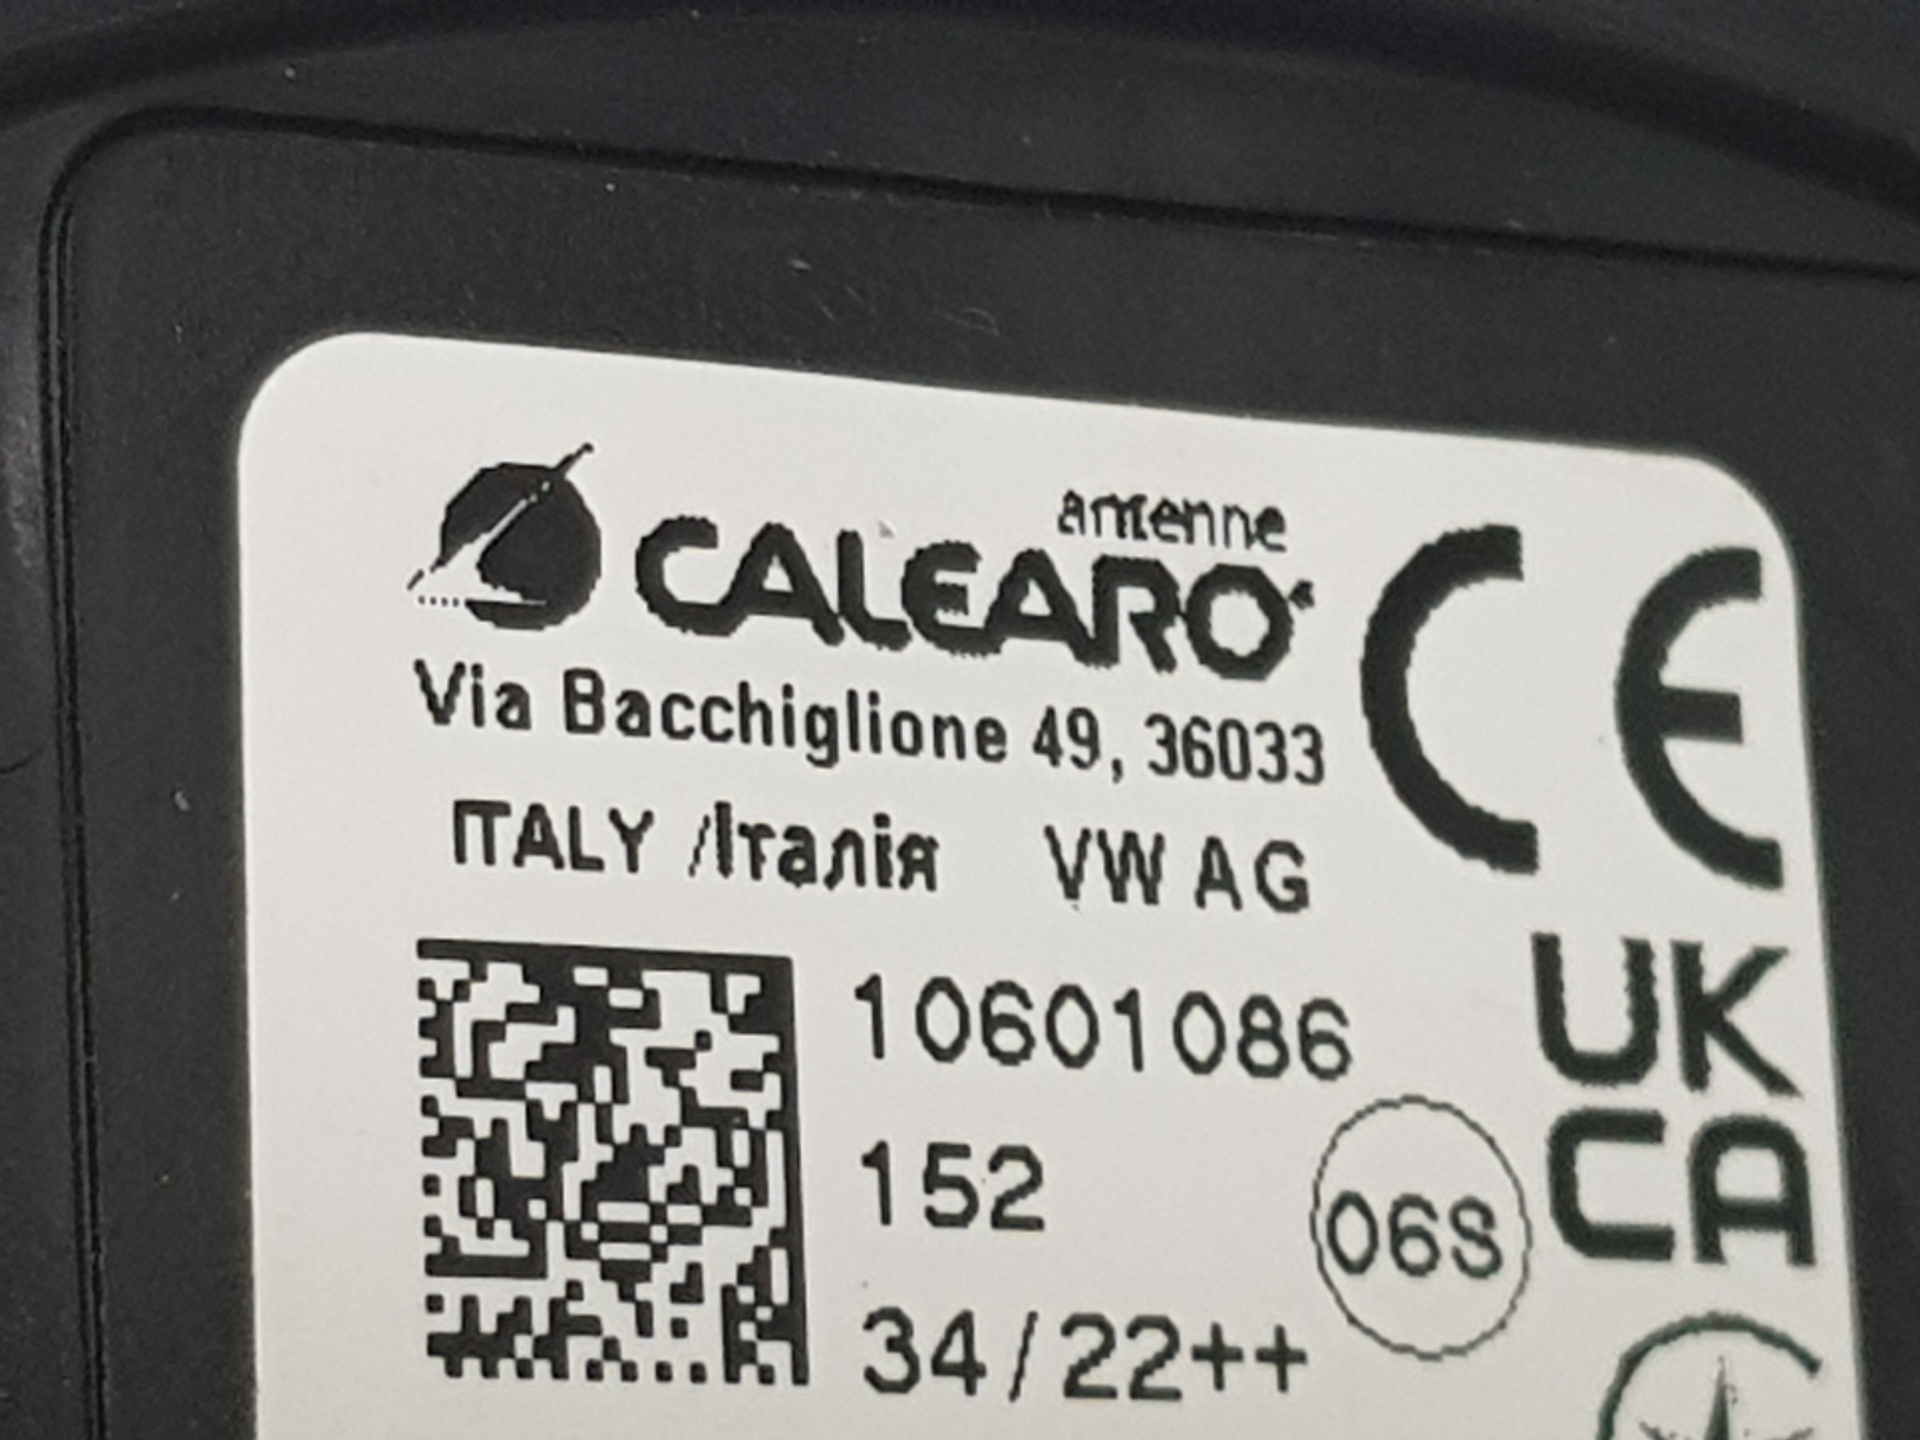 antenne
CALEARO
CE
Via Bacchiglione 49, 36033
ITALY /Італія VW AG
UK
CA
10601086
152
06S
34/22++